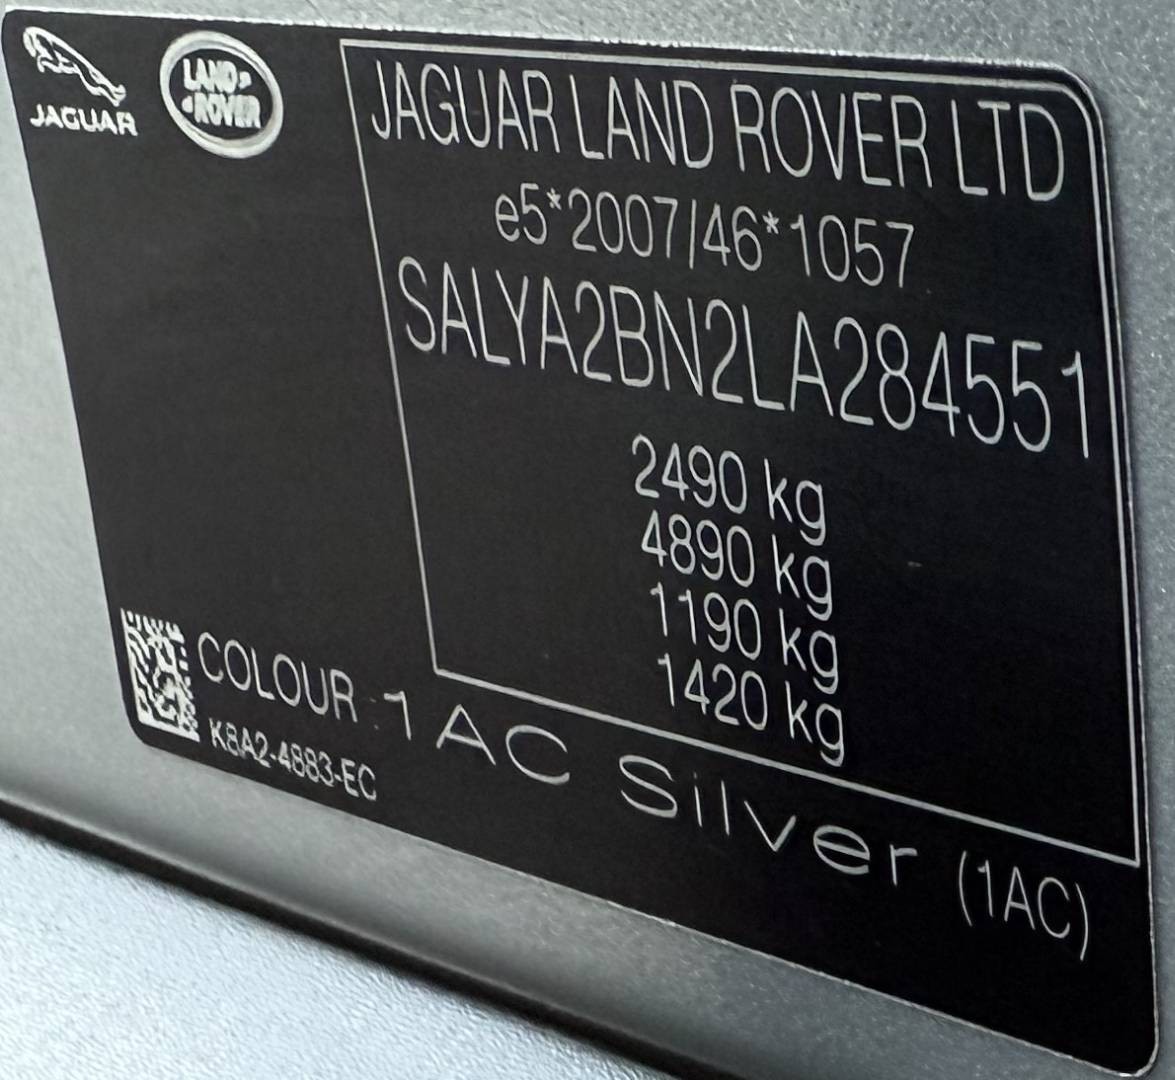 JAGUAR
LAND
ROVER
JAGUAR LAND ROVER LTD
e5*2007/46*1057
SALYA2BN2LA284551
2490 kg
4890 kg
1190 kg
1420 kg
COLOUR :1AC Silver (1AC)
K8A2-4883-EC